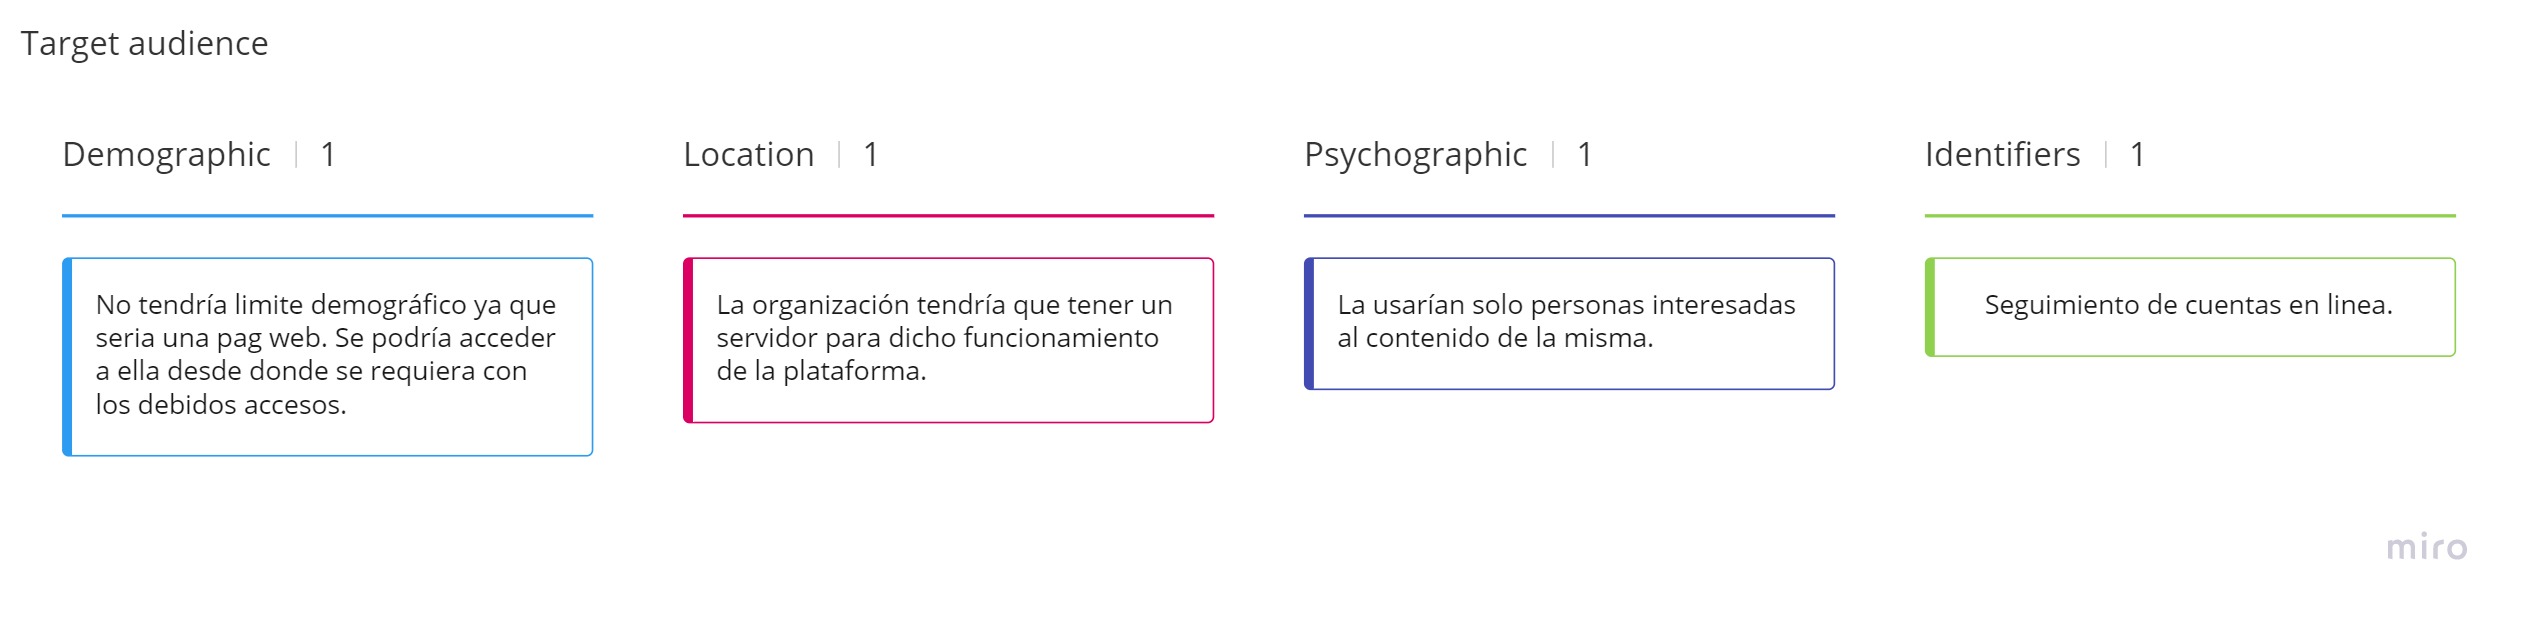 Target audience
Demographic | 1
No tendría limite demográfico ya que
seria una pag web. Se podría acceder
a ella desde donde se requiera con
los debidos accesos.
Location | 1
La organización tendría que tener un
servidor para dicho funcionamiento
de la plataforma.
Psychographic | 1
La usarían solo personas interesadas
al contenido de la misma.
Identifiers | 1
Seguimiento de cuentas en linea.
miro